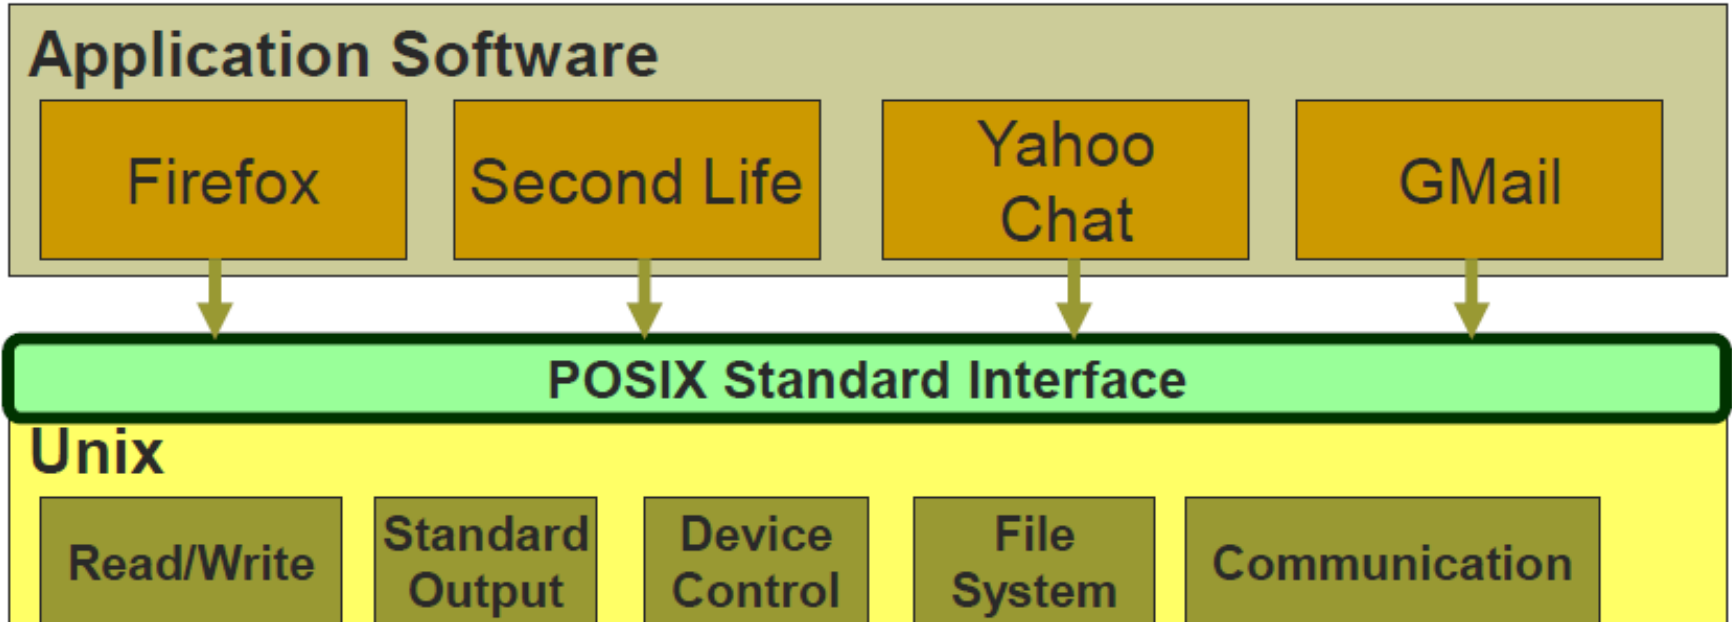 Application Software
Firefox
Second Life
Yahoo
Chat
GMail
POSIX Standard Interface
Unix
Read/Write
Standard
Output
Device
Control
File
System
Communication